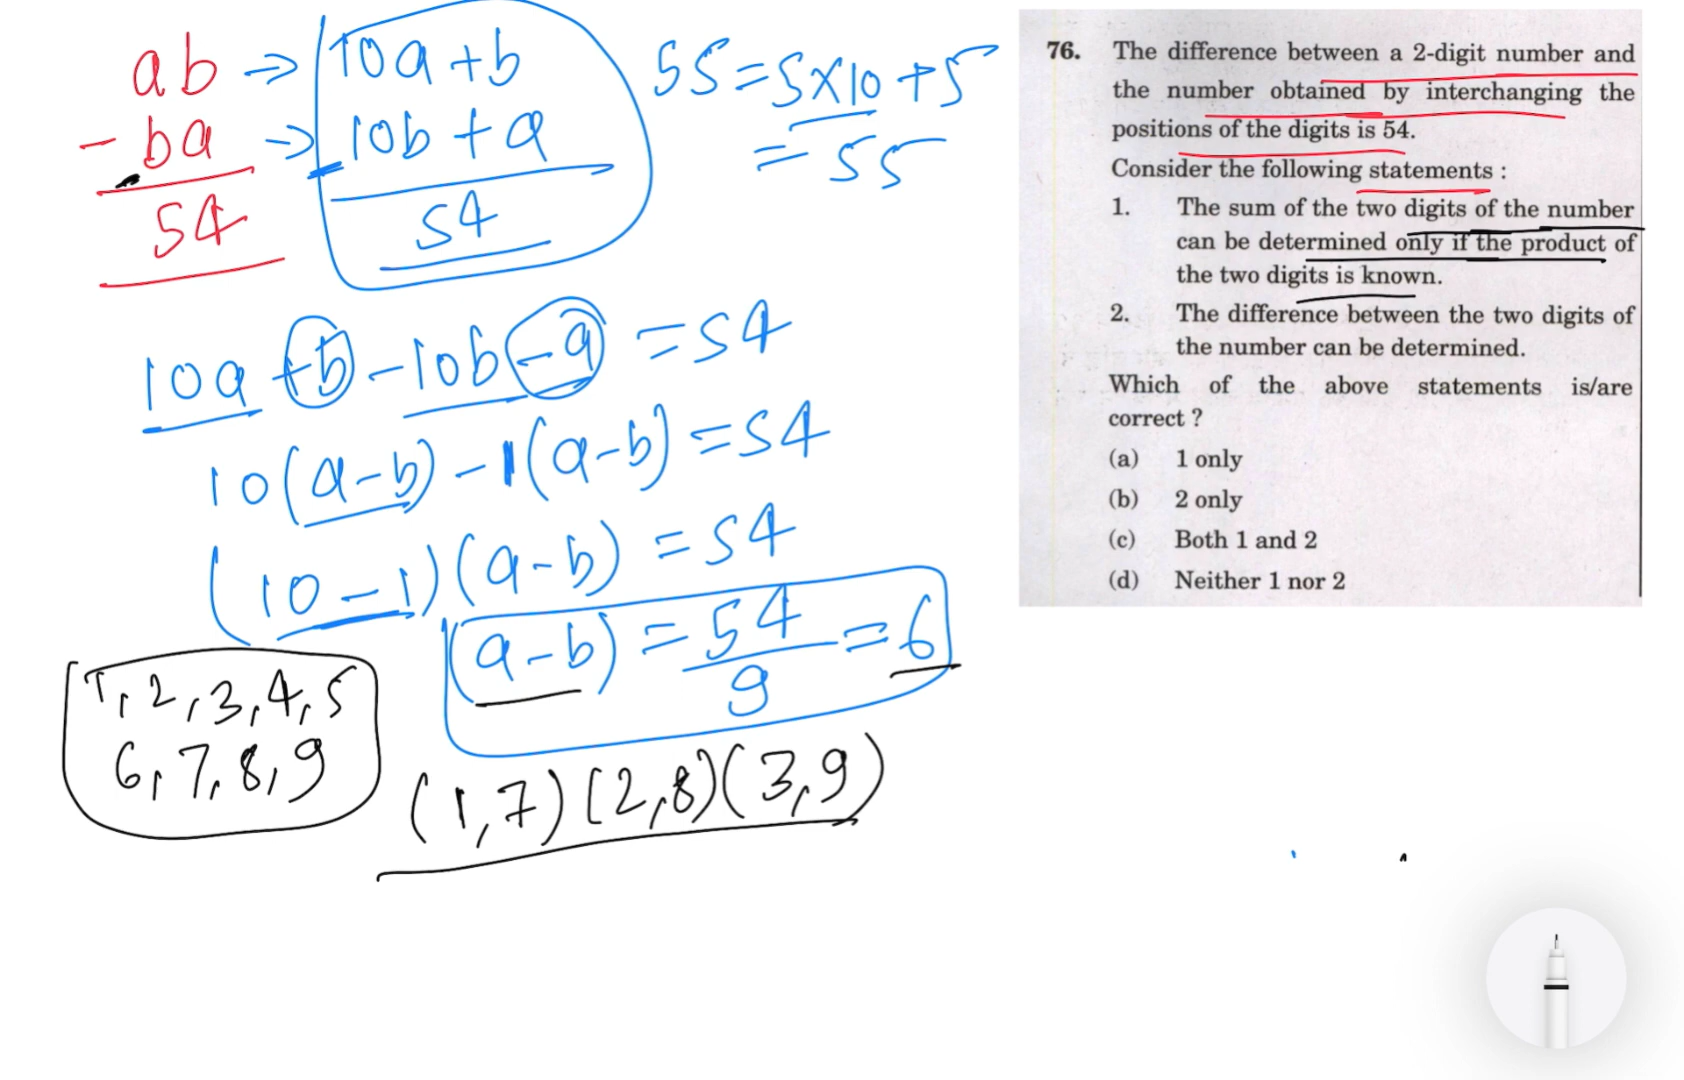 ab ⇒ 10a + b
- ba ⇒ 10b + a
54
54
55 = 5×10 + 5
= 55
10a + b - 10b - a = 54
10(a-b) - 1(a-b) = 54
(10-1)(a-b) = 54
(a-b) = 54/9 = 6
1, 2, 3, 4, 5
6, 7, 8, 9
(1,7) (2,8) (3,9)
76. The difference between a 2-digit number and
the number obtained by interchanging the
positions of the digits is 54.
Consider the following statements :
1. The sum of the two digits of the number
can be determined only if the product of
the two digits is known.
2. The difference between the two digits of
the number can be determined.
Which of the above statements is/are
correct ?
(a) 1 only
(b) 2 only
(c) Both 1 and 2
(d) Neither 1 nor 2